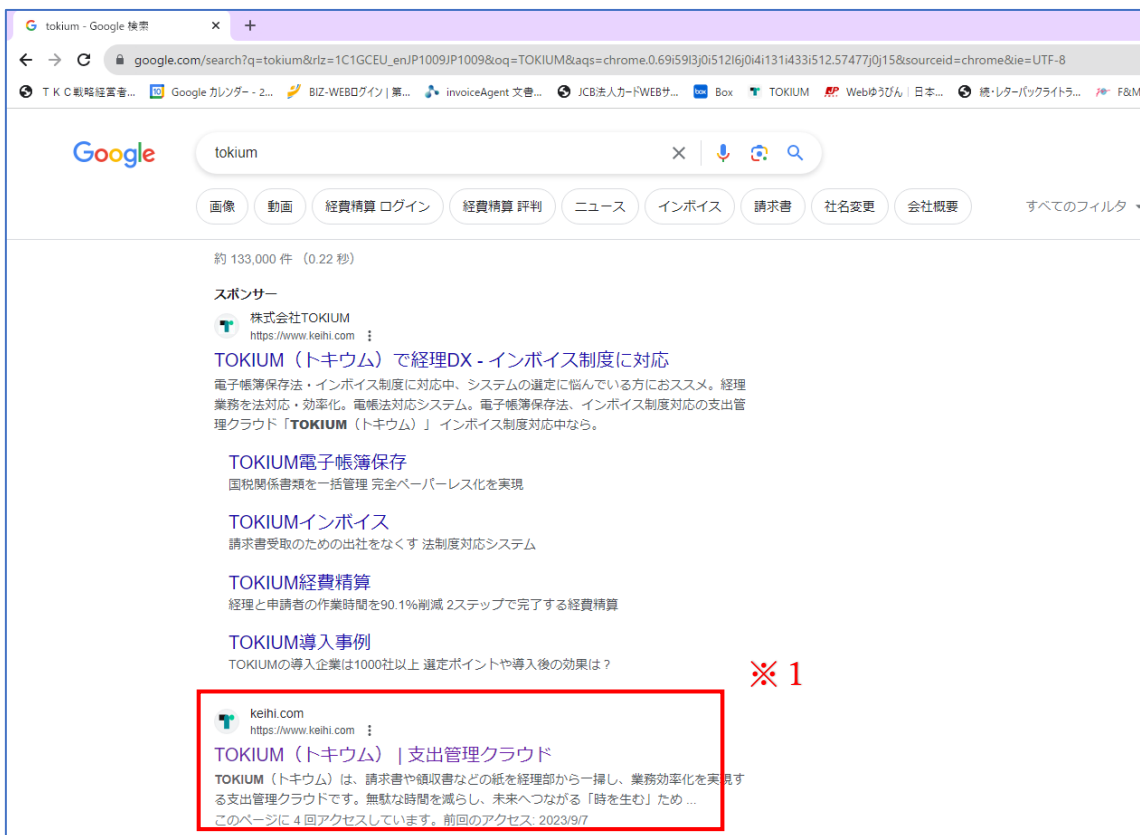 tokium - Google 検索
google.com/search?q=tokium&rlz=1C1GCEU_enJP1009JP1009&oq=TOKIUM&aqs=chrome.0.69i59l3j0i512l6j0i4i131i433i512.57477j0j15&sourceid=chrome&ie=UTF-8
ＴＫＣ戦略経営者... Google カレンダー - 2... BIZ-WEBログイン | 第... invoiceAgent 文書... JCB法人カードWEBサ... Box TOKIUM Webゆうびん｜日本... 続・レターパックライトラ... F&M
Google
tokium
画像 動画 経費精算 ログイン 経費精算 評判 ニュース インボイス 請求書 社名変更 会社概要 すべてのフィルタ
約 133,000 件 （0.22 秒）
スポンサー
株式会社TOKIUM
https://www.keihi.com
TOKIUM（トキウム）で経理DX - インボイス制度に対応
電子帳簿保存法・インボイス制度に対応中、システムの選定に悩んでいる方におススメ。経理
業務を法対応・効率化。電帳法対応システム。電子帳簿保存法、インボイス制度対応の支出管
理クラウド「TOKIUM（トキウム）」 インボイス制度対応中なら。
TOKIUM電子帳簿保存
国税関係書類を一括管理 完全ペーパーレス化を実現
TOKIUMインボイス
請求書受取のための出社をなくす 法制度対応システム
TOKIUM経費精算
経理と申請者の作業時間を90.1%削減 2ステップで完了する経費精算
TOKIUM導入事例
TOKIUMの導入企業は1000社以上 選定ポイントや導入後の効果は？
※１
keihi.com
https://www.keihi.com
TOKIUM（トキウム） | 支出管理クラウド
TOKIUM（トキウム）は、請求書や領収書などの紙を経理部から一掃し、業務効率化を実現す
る支出管理クラウドです。無駄な時間を減らし、未来へつながる「時を生む」ため ...
このページに 4 回アクセスしています。前回のアクセス: 2023/9/7